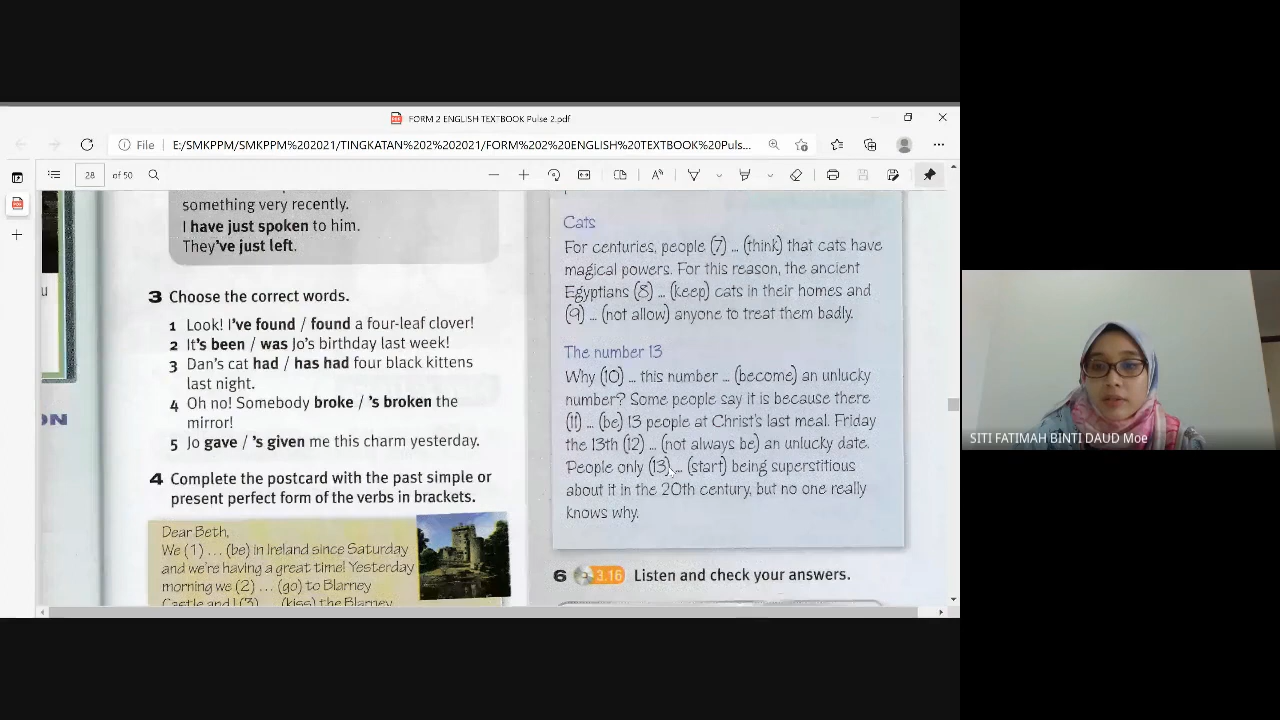 FORM 2 ENGLISH TEXTBOOK Pulse 2.pdf
File E:/SMKPPM/SMKPPM%202021/TINGKATAN%202%202021/FORM%202%20ENGLISH%20TEXTBOOK%20Puls...
28 of 50
something very recently.
I have just spoken to him.
They've just left.
3 Choose the correct words.
1 Look! I've found / found a four-leaf clover!
2 It's been / was Jo's birthday last week!
3 Dan's cat had / has had four black kittens
last night.
4 Oh no! Somebody broke / 's broken the
mirror!
5 Jo gave / 's given me this charm yesterday.
4 Complete the postcard with the past simple or
present perfect form of the verbs in brackets.
Dear Beth,
We (1) ... (be) in Ireland since Saturday
and we're having a great time! Yesterday
morning we (2) ... (go) to Blarney
Castle and I (3) ... (kiss) the Blarney
Cats
For centuries, people (7) ... (think) that cats have
magical powers. For this reason, the ancient
Egyptians (8) ... (keep) cats in their homes and
(9) ... (not allow) anyone to treat them badly.
The number 13
Why (10) ... this number ... (become) an unlucky
number? Some people say it is because there
(11) ... (be) 13 people at Christ's last meal. Friday
the 13th (12) ... (not always be) an unlucky date.
People only (13) ... (start) being superstitious
about it in the 20th century, but no one really
knows why.
6 3.16 Listen and check your answers.
ON
u
SITI FATIMAH BINTI DAUD Moe